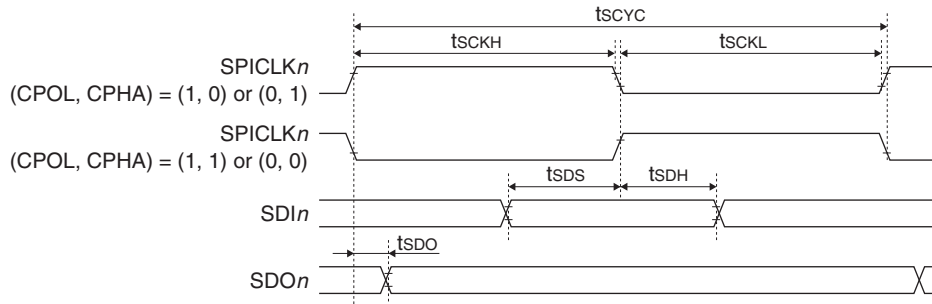 tSCYC
tSCKH
tSCKL
SPICLKn
(CPOL, CPHA) = (1, 0) or (0, 1)
SPICLKn
(CPOL, CPHA) = (1, 1) or (0, 0)
tSDS
tSDH
SDIn
tSDO
SDOn